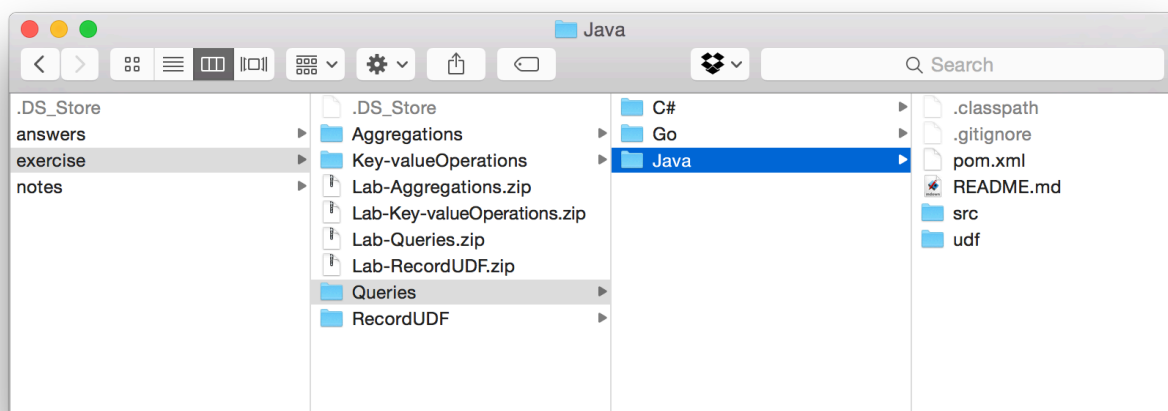 Java
Search
.DS_Store
answers
exercise
notes
.DS_Store
Aggregations
Key-valueOperations
Lab-Aggregations.zip
Lab-Key-valueOperations.zip
Lab-Queries.zip
Lab-RecordUDF.zip
Queries
RecordUDF
C#
Go
Java
.classpath
.gitignore
pom.xml
README.md
src
udf